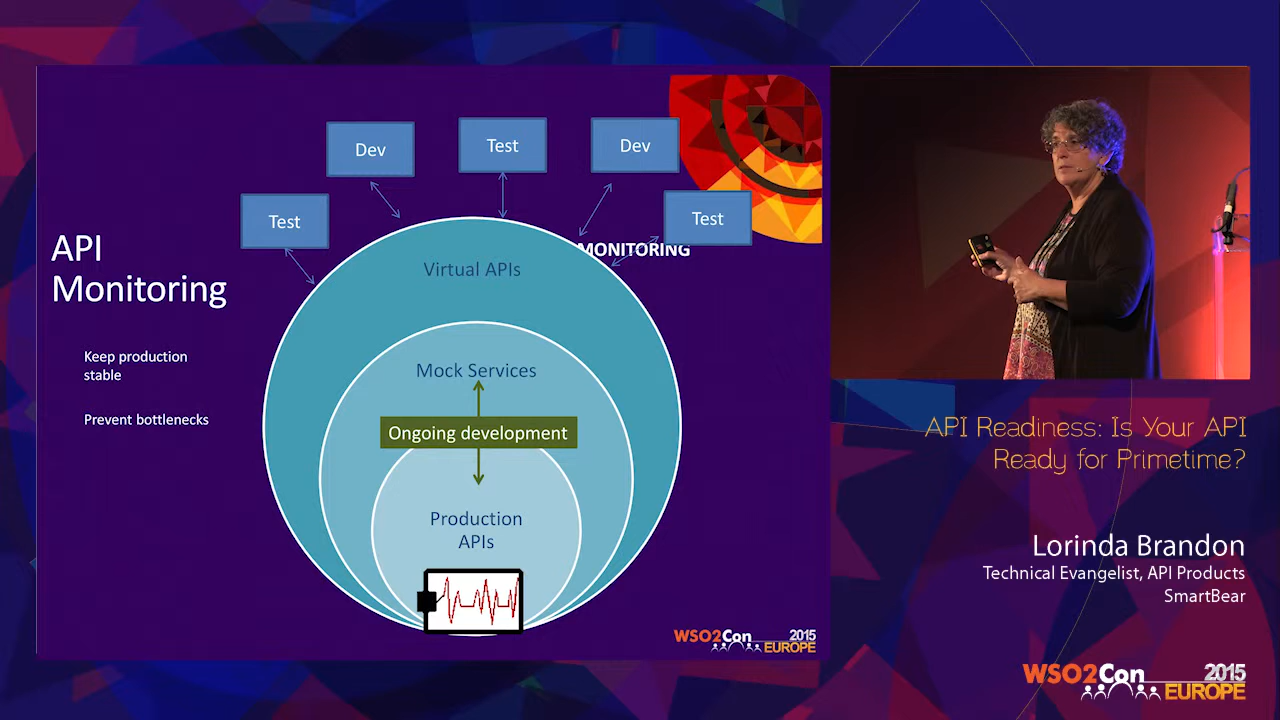 Dev
Test
Dev
Test
Test
API
Monitoring
MONITORING
Virtual APIs
Keep production
stable
Mock Services
Prevent bottlenecks
Ongoing development
Production
APIs
WSO2Con 2015
EUROPE
API Readiness: Is Your API
Ready for Primetime?
Lorinda Brandon
Technical Evangelist, API Products
SmartBear
WSO2Con 2015
EUROPE